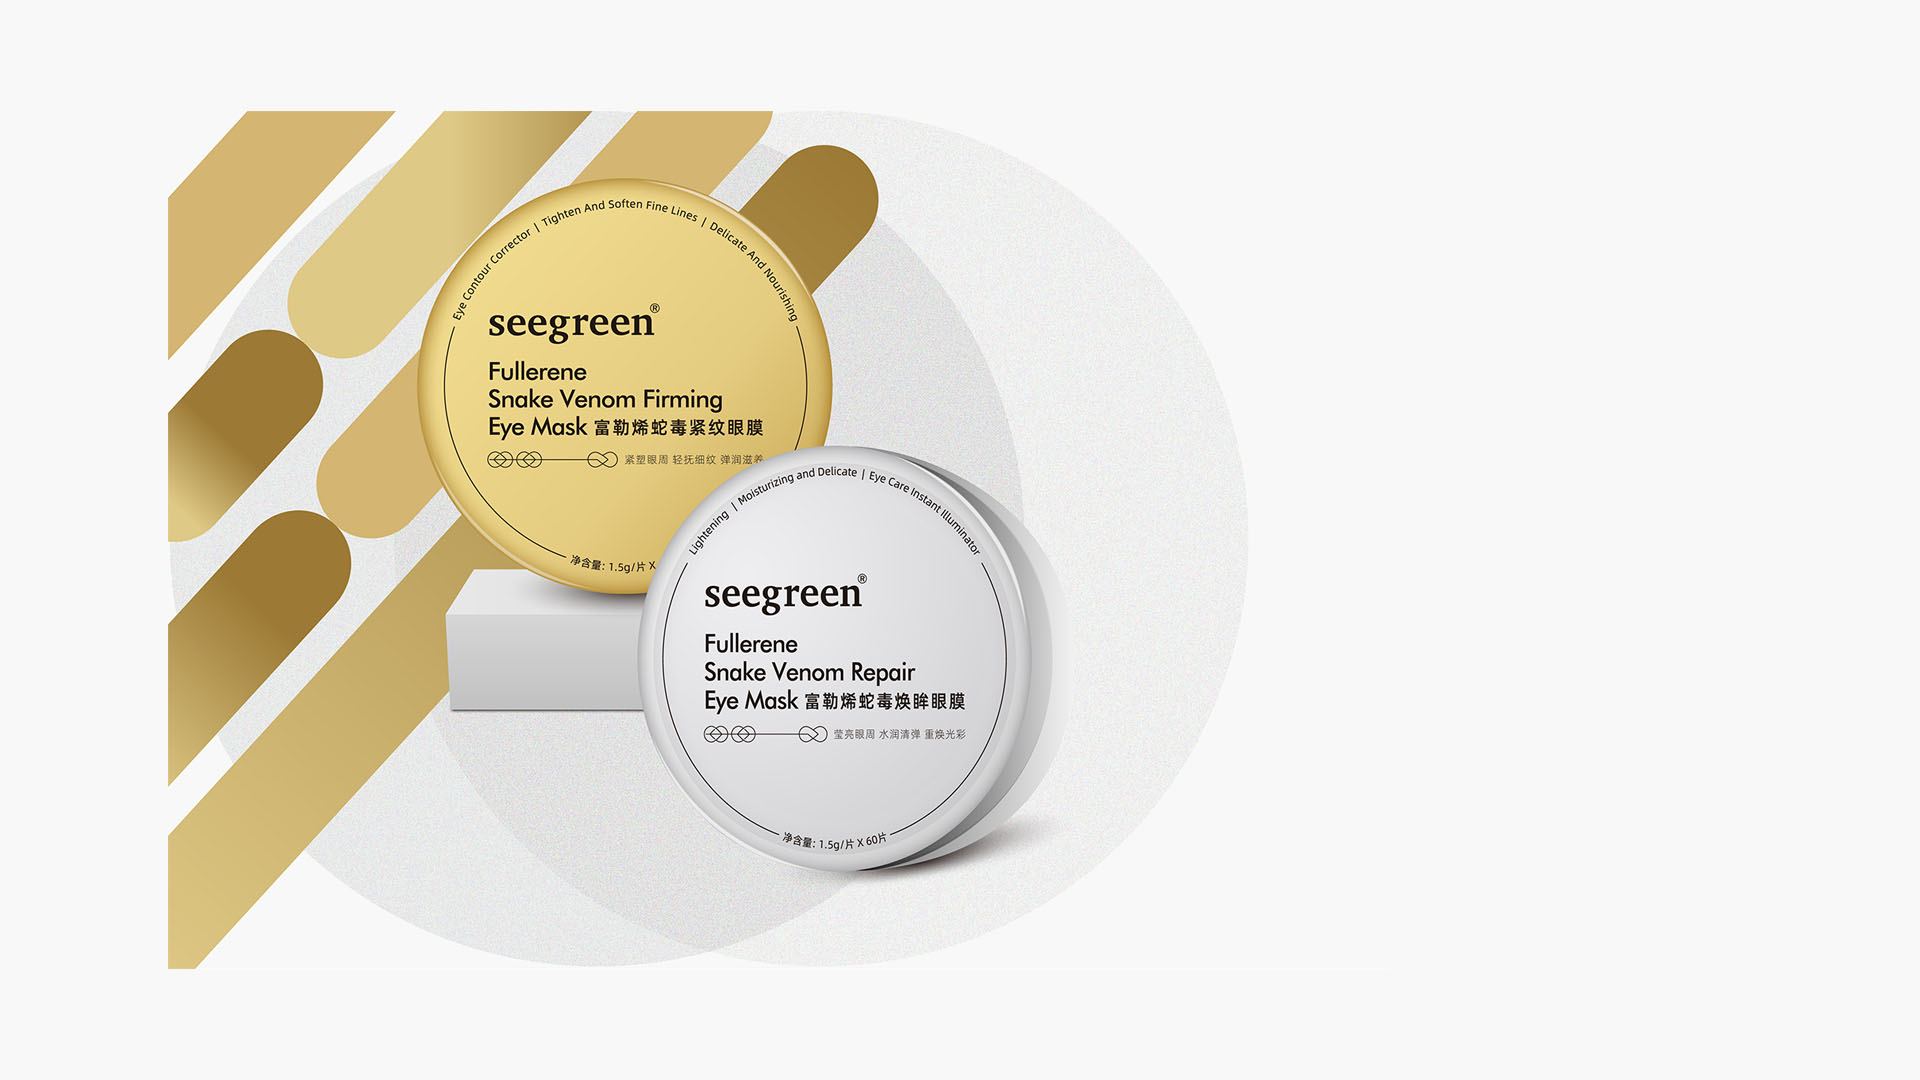 Eye Contour Corrector | Tighten And Soften Fine Lines | Delicate And Nourishing
seegreen®
Fullerene
Snake Venom Firming
Eye Mask 富勒烯蛇毒紧纹眼膜
紧塑眼周 轻抚细纹 弹润滋养
净含量: 1.5g/片 X
Lightening | Moisturizing and Delicate | Eye Care Instant Illuminator
seegreen®
Fullerene
Snake Venom Repair
Eye Mask 富勒烯蛇毒焕眸眼膜
莹亮眼周 水润清弹 重焕光彩
净含量: 1.5g/片 X 60片